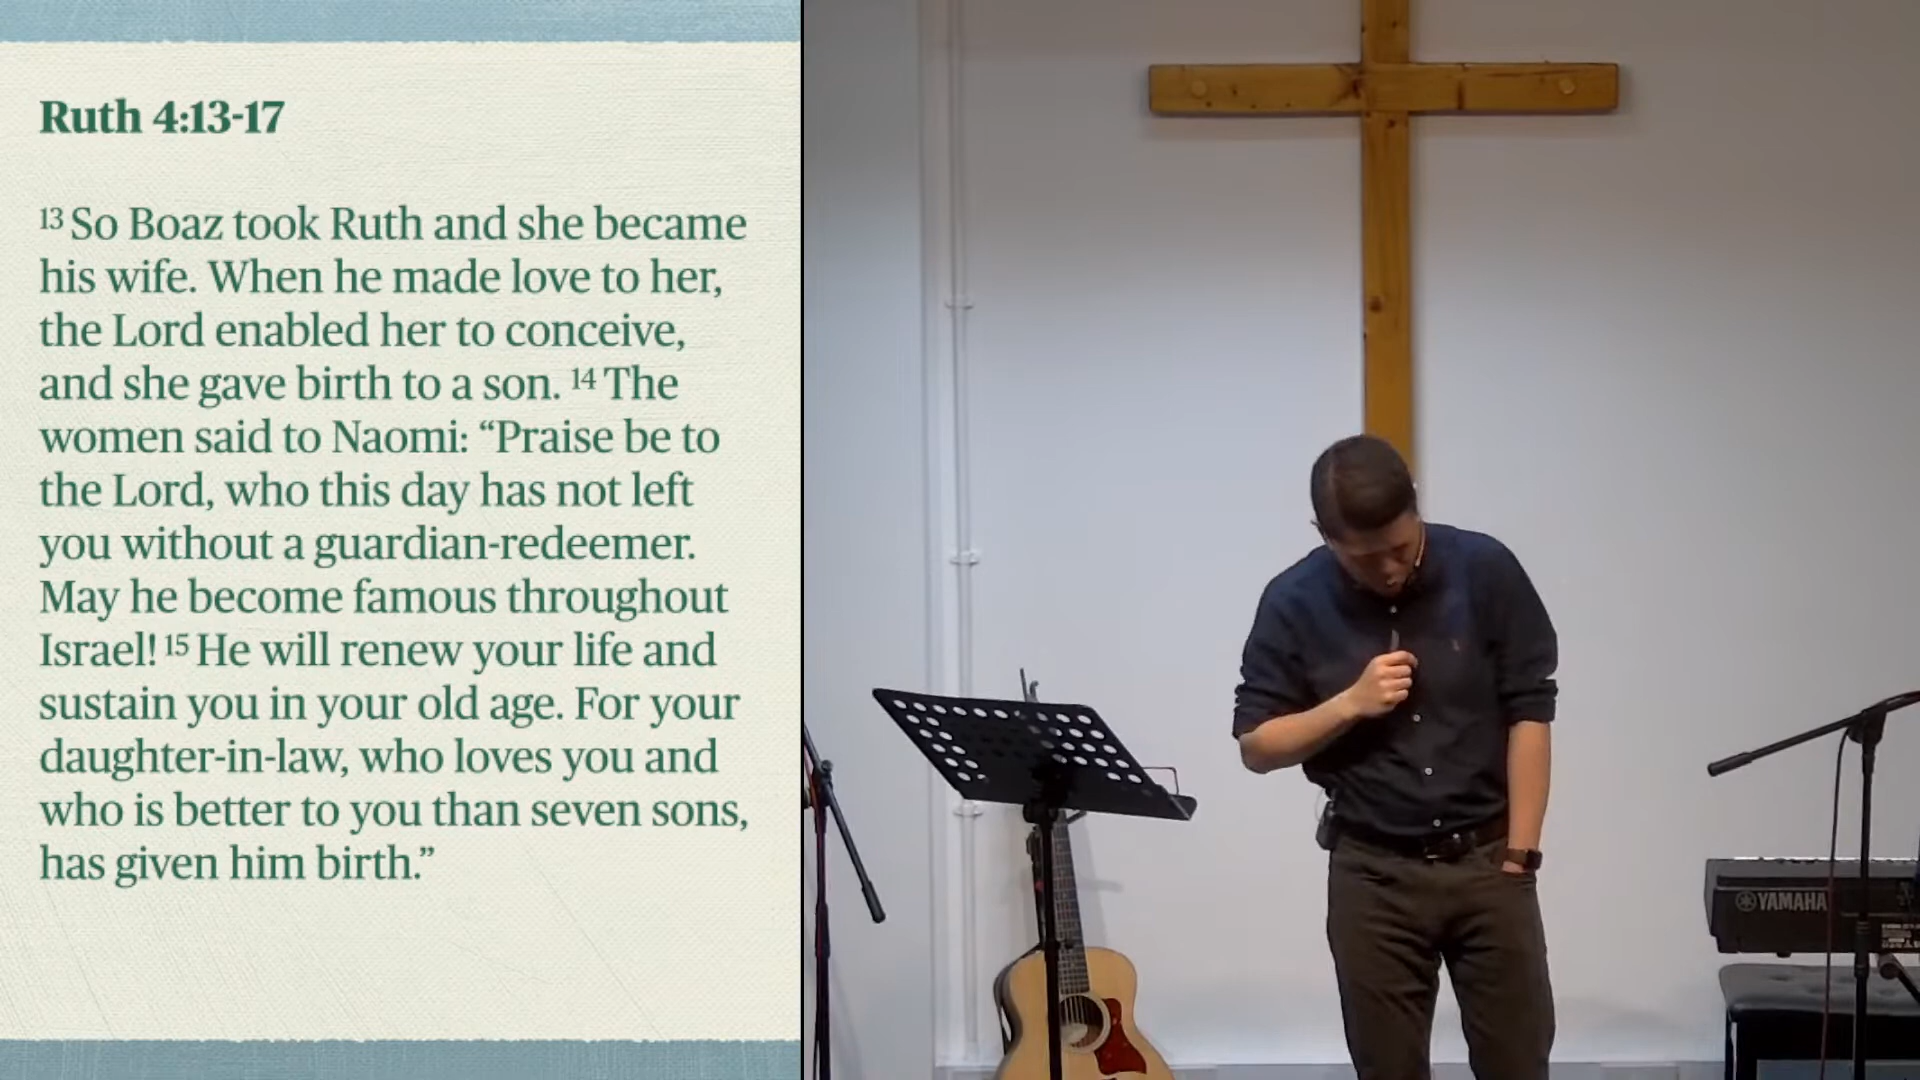 Ruth 4:13-17
13 So Boaz took Ruth and she became
his wife. When he made love to her,
the Lord enabled her to conceive,
and she gave birth to a son. 14 The
women said to Naomi: “Praise be to
the Lord, who this day has not left
you without a guardian-redeemer.
May he become famous throughout
Israel! 15 He will renew your life and
sustain you in your old age. For your
daughter-in-law, who loves you and
who is better to you than seven sons,
has given him birth.”
YAMAHA